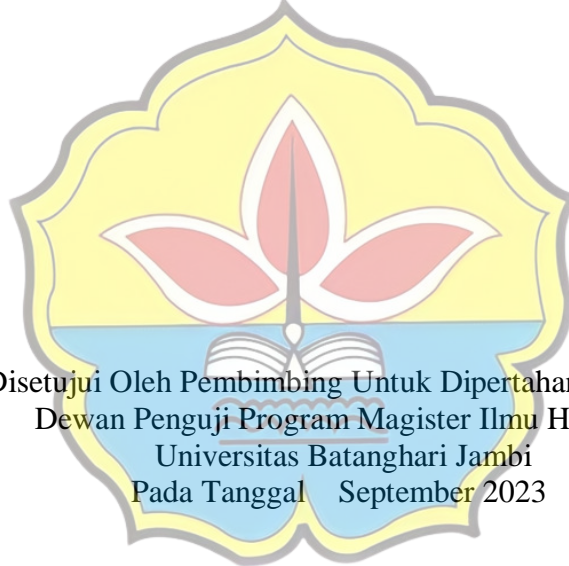 Disetujui Oleh Pembimbing Untuk Dipertahan
Dewan Penguji Program Magister Ilmu H
Universitas Batanghari Jambi
Pada Tanggal September 2023